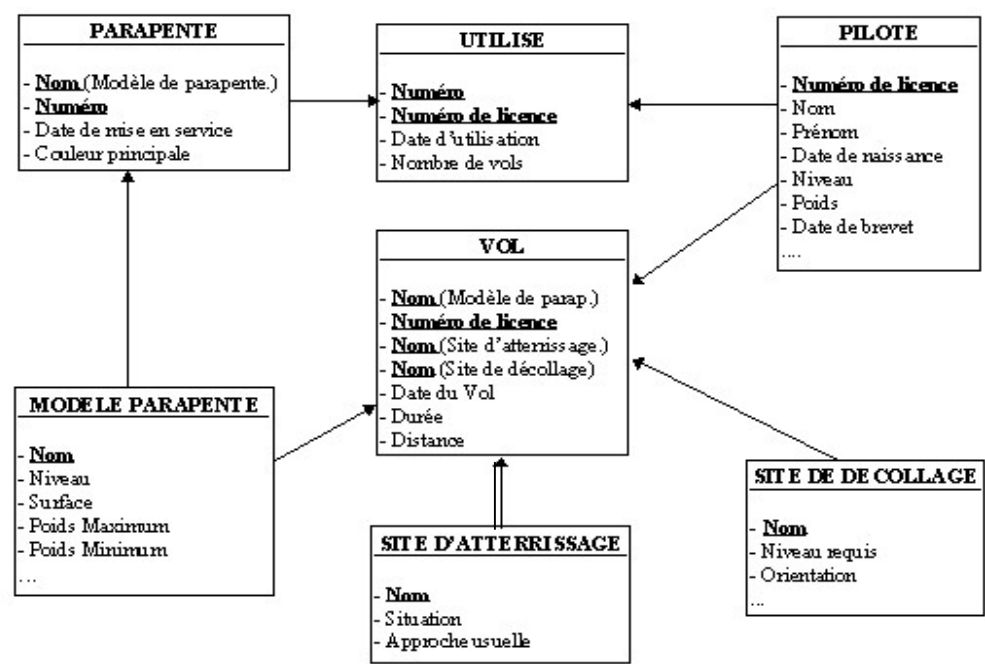 PARAPENTE
- Nom (Modèle de parapente.)
- Numéro
- Date de mise en service
- Couleur principale
UTILISE
- Numéro
- Numéro de licence
- Date d'utilisation
- Nombre de vols
PILOTE
- Numéro de licence
- Nom
- Prénom
- Date de naissance
- Niveau
- Poids
- Date de brevet
....
VOL
- Nom (Modèle de parap.)
- Numéro de licence
- Nom (Site d'atterrissage.)
- Nom (Site de décollage)
- Date du Vol
- Durée
- Distance
MODELE PARAPENTE
- Nom
- Niveau
- Surface
- Poids Maximum
- Poids Minimum
...
SITE D'ATTERRISSAGE
- Nom
- Situation
- Approche usuelle
SITE DE DECOLLAGE
- Nom
- Niveau requis
- Orientation
...